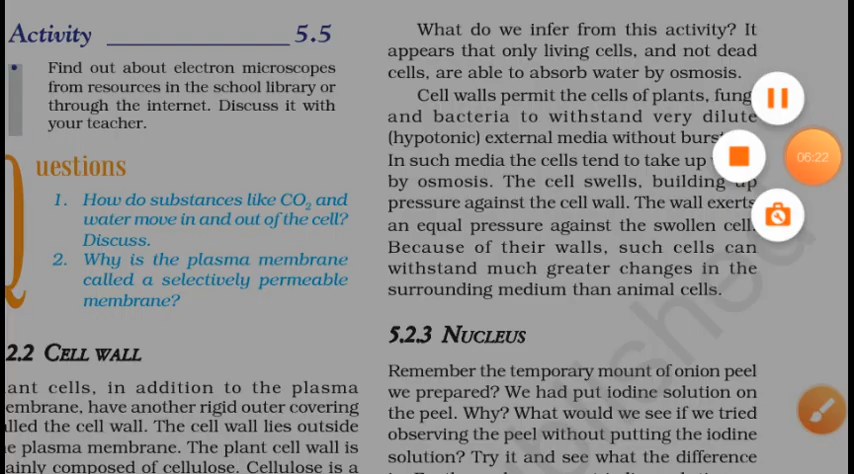 Activity ______________ 5.5
• Find out about electron microscopes
from resources in the school library or
through the internet. Discuss it with
your teacher.
Questions
1. How do substances like CO₂ and
water move in and out of the cell?
Discuss.
2. Why is the plasma membrane
called a selectively permeable
membrane?
2.2 CELL WALL
ant cells, in addition to the plasma
embrane, have another rigid outer covering
lled the cell wall. The cell wall lies outside
e plasma membrane. The plant cell wall is
ainly composed of cellulose. Cellulose is a
What do we infer from this activity? It
appears that only living cells, and not dead
cells, are able to absorb water by osmosis.
Cell walls permit the cells of plants, fung
and bacteria to withstand very dilute
(hypotonic) external media without burs
In such media the cells tend to take up
by osmosis. The cell swells, building up
pressure against the cell wall. The wall exerts
an equal pressure against the swollen cell.
Because of their walls, such cells can
withstand much greater changes in the
surrounding medium than animal cells.
5.2.3 NUCLEUS
Remember the temporary mount of onion peel
we prepared? We had put iodine solution on
the peel. Why? What would we see if we tried
observing the peel without putting the iodine
solution? Try it and see what the difference
06:22